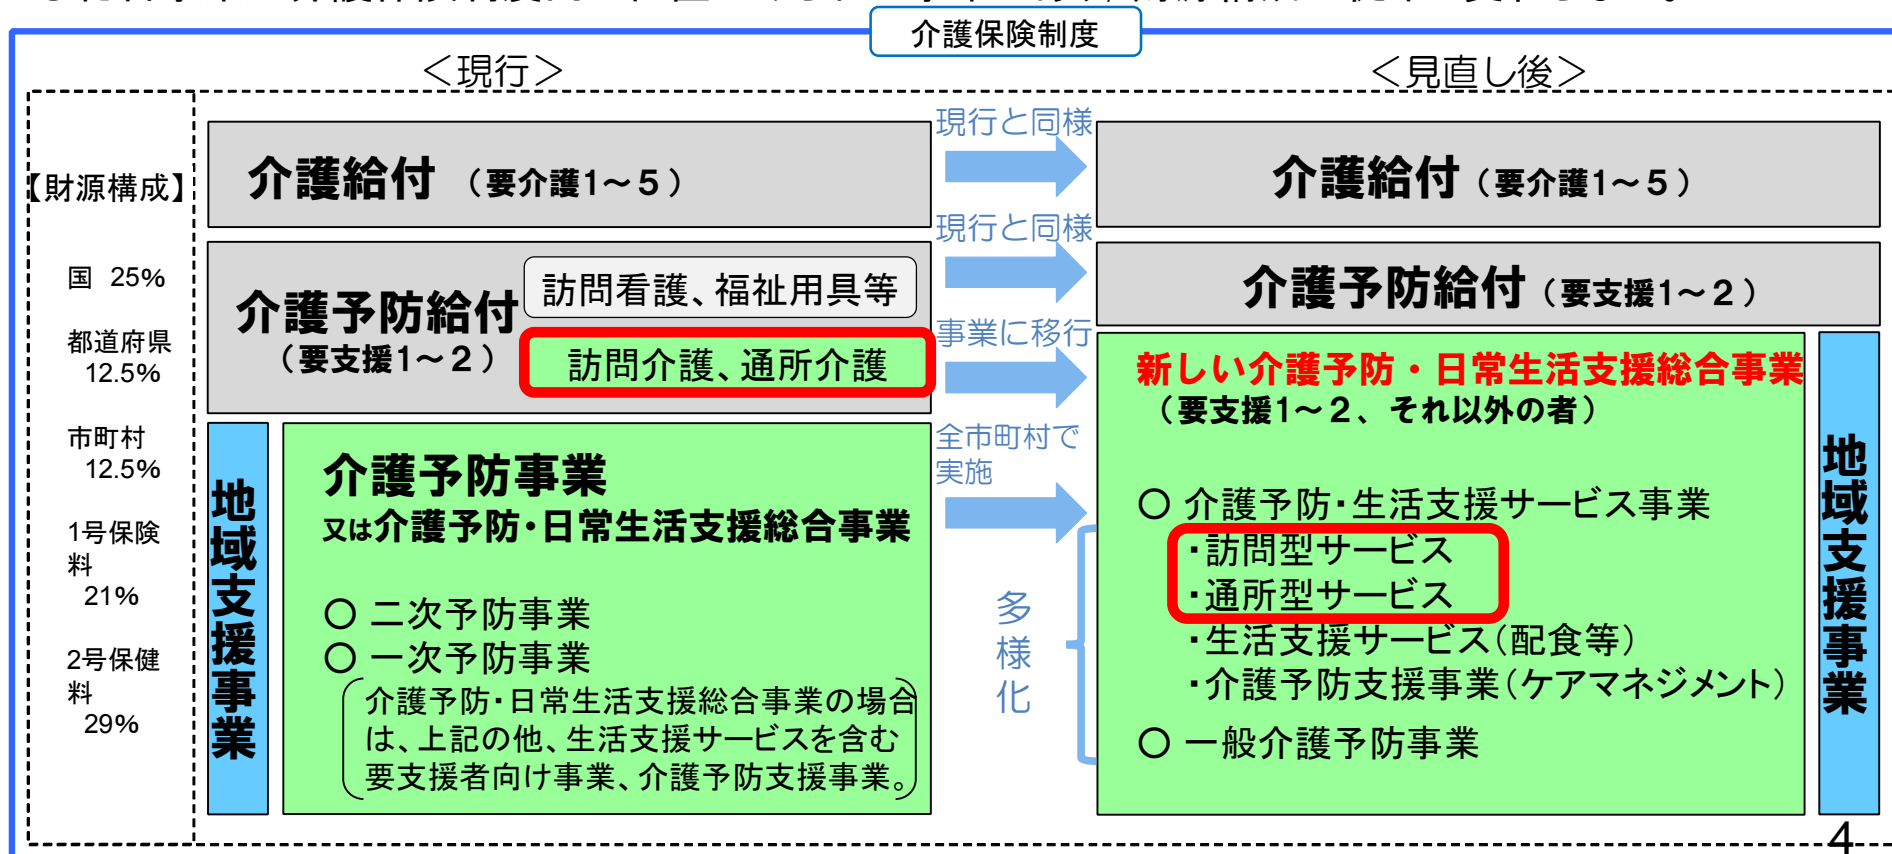 介護保険制度
＜現行＞
＜見直し後＞
【財源構成】
国 25%
都道府県
12.5%
市町村
12.5%
1号保険
料
21%
2号保健
料
29%
介護給付 （要介護1～5）
現行と同様
介護給付（要介護1～5）
介護予防給付
（要支援1～2）
訪問看護、福祉用具等
訪問介護、通所介護
現行と同様
介護予防給付（要支援1～2）
事業に移行
全市町村で
実施
多
様
化
地域支援事業
介護予防事業
又は介護予防・日常生活支援総合事業
○ 二次予防事業
○ 一次予防事業
介護予防・日常生活支援総合事業の場合
は、上記の他、生活支援サービスを含む
要支援者向け事業、介護予防支援事業。
新しい介護予防・日常生活支援総合事業
（要支援1～2、それ以外の者）
○ 介護予防・生活支援サービス事業
・訪問型サービス
・通所型サービス
・生活支援サービス（配食等）
・介護予防支援事業（ケアマネジメント）
○ 一般介護予防事業
地域支援事業
4